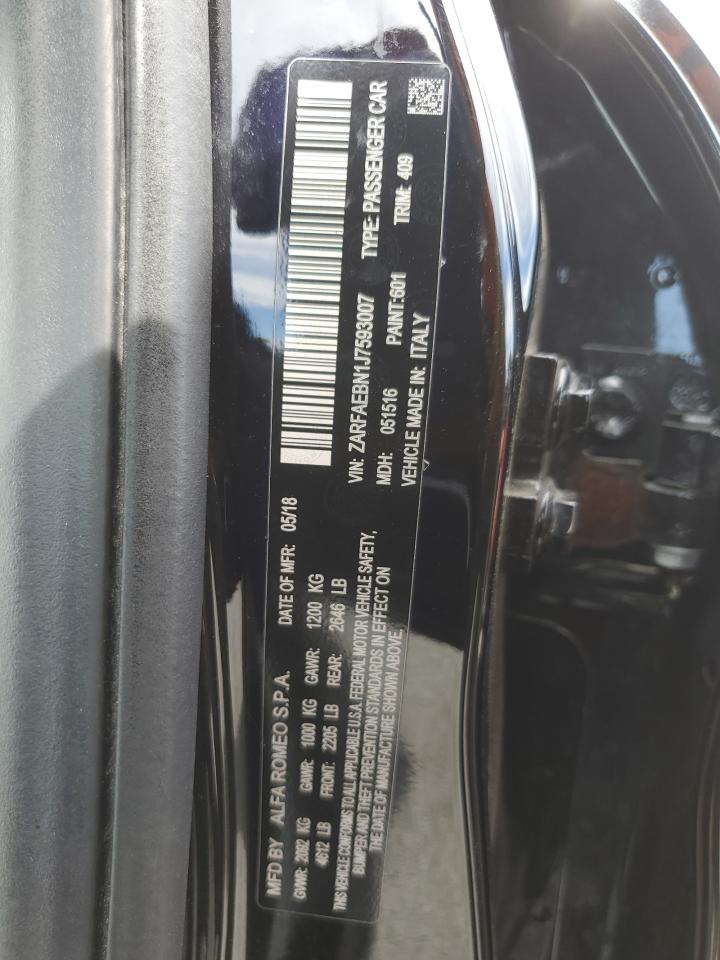 MFD BY ALFA ROMEO S.P.A. DATE OF MFR: 05/18
GWR: 2092 KG GAWR: 1000 KG GAWR: 1200 KG
4612 LB FRONT: 2205 LB REAR: 2646 LB
THIS VEHICLE CONFORMS TO ALL APPLICABLE U.S.A. FEDERAL MOTOR VEHICLE SAFETY,
BUMPER AND THEFT PREVENTION STANDARDS IN EFFECT ON
THE DATE OF MANUFACTURE SHOWN ABOVE.
VIN: ZARFAEBN1J7593007 TYPE: PASSENGER CAR
MDH: 051516 PAINT:601 TRIM: 409
VEHICLE MADE IN: ITALY